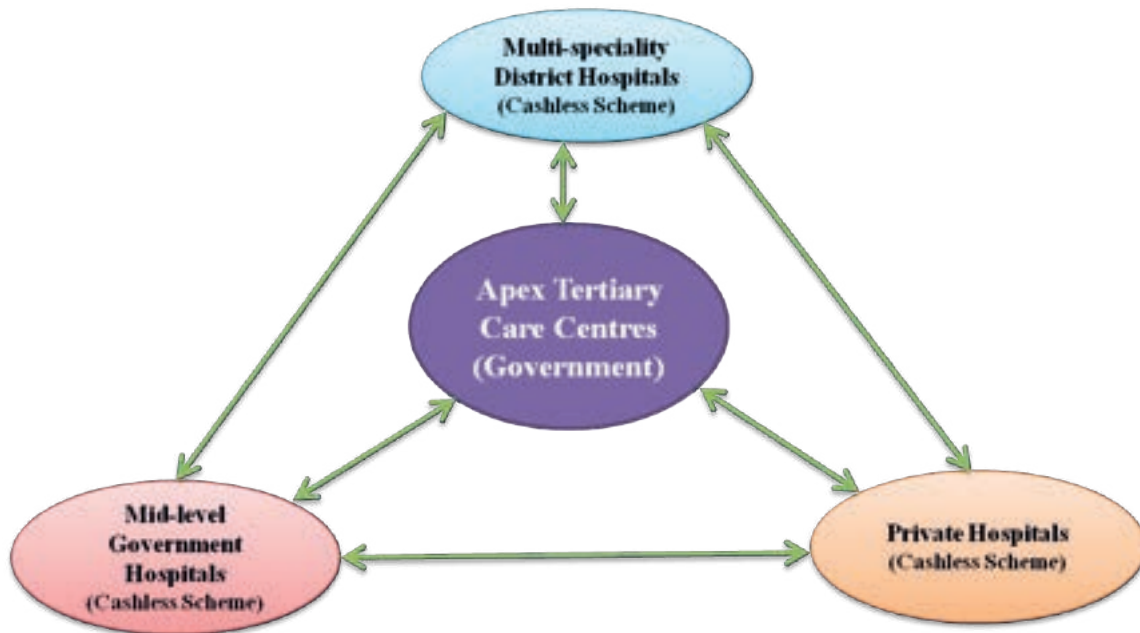 Multi-speciality
District Hospitals
(Cashless Scheme)
Apex Tertiary
Care Centres
(Government)
Mid-level
Government
Hospitals
(Cashless Scheme)
Private Hospitals
(Cashless Scheme)